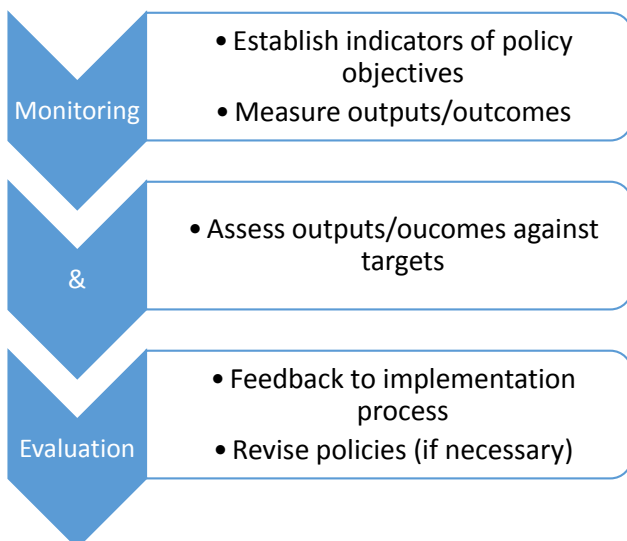 Monitoring
• Establish indicators of policy
objectives
• Measure outputs/outcomes
&
• Assess outputs/oucomes against
targets
Evaluation
• Feedback to implementation
process
• Revise policies (if necessary)